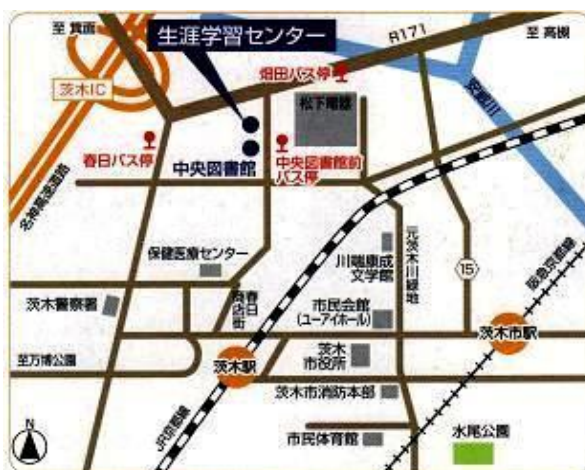 至 箕面
生涯学習センター
R171
至 高槻
畑田バス停
茨木IC
松下電器
安威川
春日バス停
中央図書館
中央図書館前
バス停
名神高速道路
保健医療センター
川端康成
文学館
元茨木川緑地
15
阪急京都線
茨木警察署
春日
商店街
市民会館
(ユーアイホール)
茨木市駅
至万博公園
茨木駅
茨木
市役所
茨木市消防本部
JR京都線
市民体育館
水尾公園
N